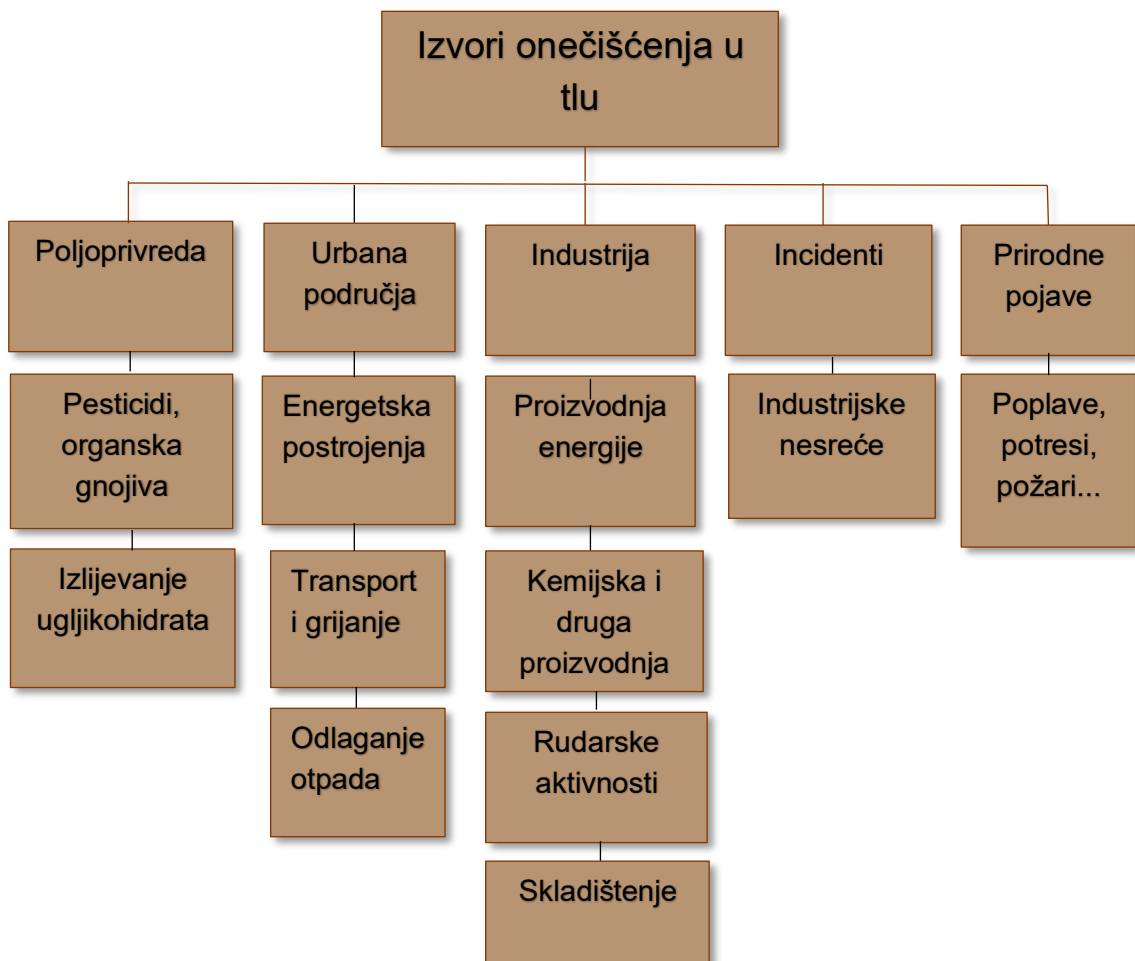 Izvori onečišćenja u
tlu
Poljoprivreda
Urbana
područja
Industrija
Incidenti
Prirodne
pojave
Pesticidi,
organska
gnojiva
Energetska
postrojenja
Proizvodnja
energije
Industrijske
nesreće
Poplave,
potresi,
požari...
Izlijevanje
ugljikohidrata
Transport
i grijanje
Kemijska i
druga
proizvodnja
Odlaganje
otpada
Rudarske
aktivnosti
Skladištenje